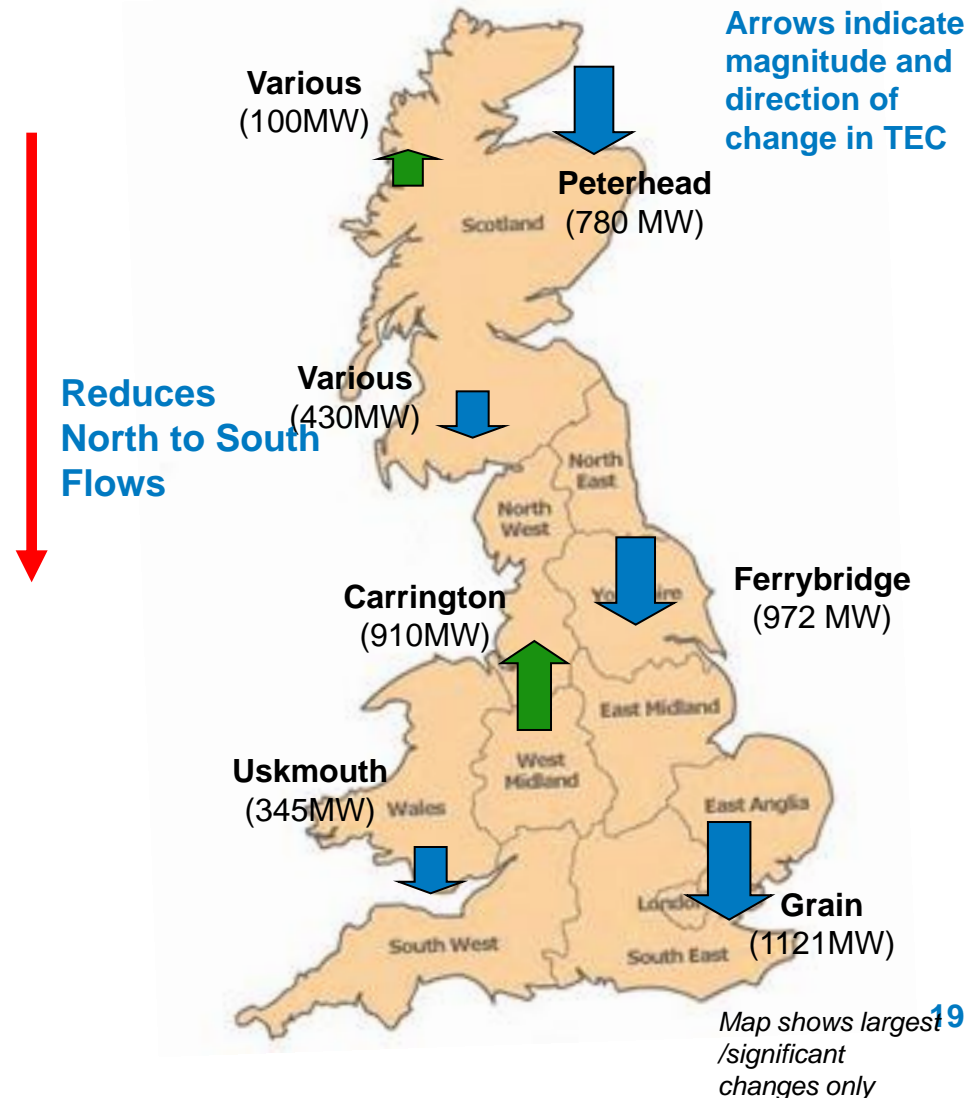 Arrows indicate
magnitude and
direction of
change in TEC
Various
(100MW)
Peterhead
(780 MW)
Scotland
Various
(430MW)
Reduces
North to South
Flows
North
East
North
West
Ferrybridge
(972 MW)
Carrington
(910MW)
East Midland
West
Midland
Uskmouth
(345MW)
Wales
East Anglia
Grain
(1121MW)
South West
South East
Map shows largest
/significant
changes only
19